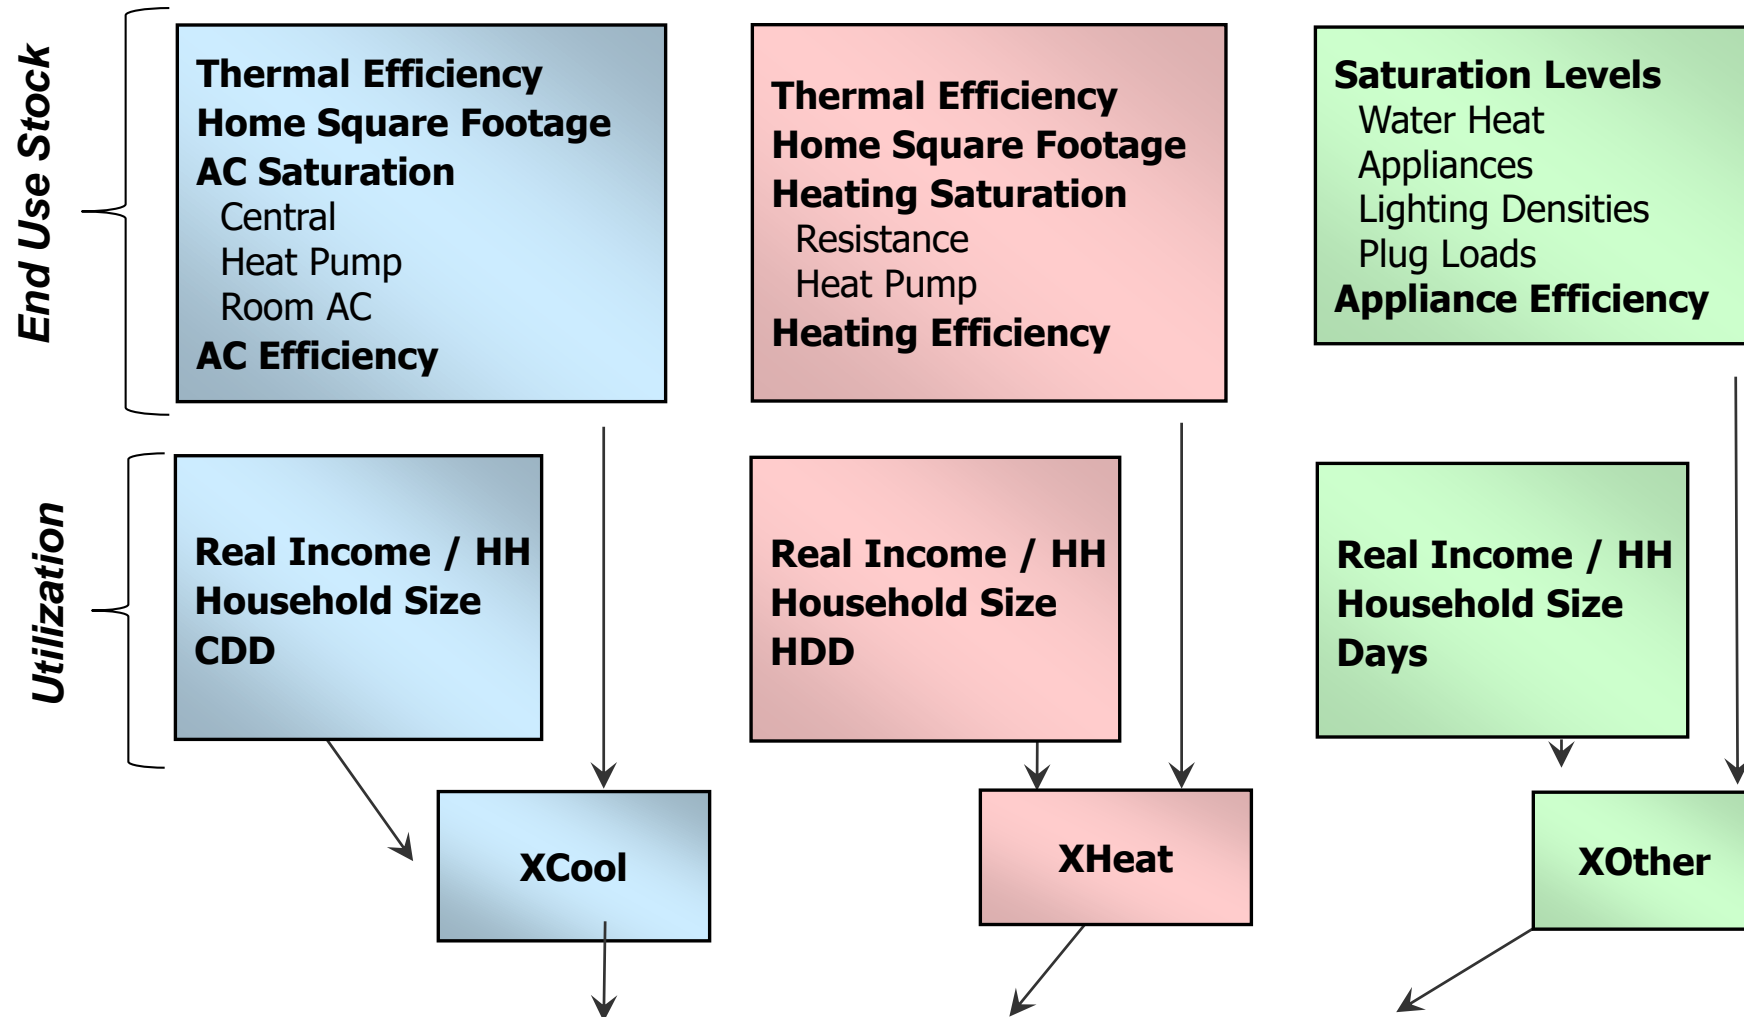 End Use Stock
Thermal Efficiency
Home Square Footage
AC Saturation
Central
Heat Pump
Room AC
AC Efficiency
Thermal Efficiency
Home Square Footage
Heating Saturation
Resistance
Heat Pump
Heating Efficiency
Saturation Levels
Water Heat
Appliances
Lighting Densities
Plug Loads
Appliance Efficiency
Utilization
Real Income / HH
Household Size
CDD
Real Income / HH
Household Size
HDD
Real Income / HH
Household Size
Days
XCool
XHeat
XOther